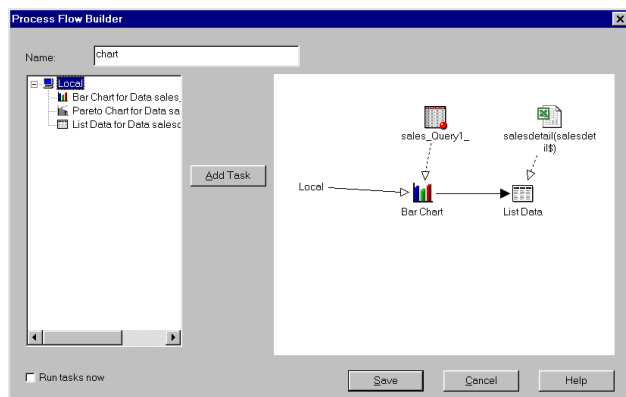 Process Flow Builder
Name:
chart
Local
Bar Chart for Data sales_
Pareto Chart for Data sa
List Data for Data salesd
Add Task
sales_Query1_
salesdetail(salesdet
il$)
Local
Bar Chart
List Data
Run tasks now
Save
Cancel
Help